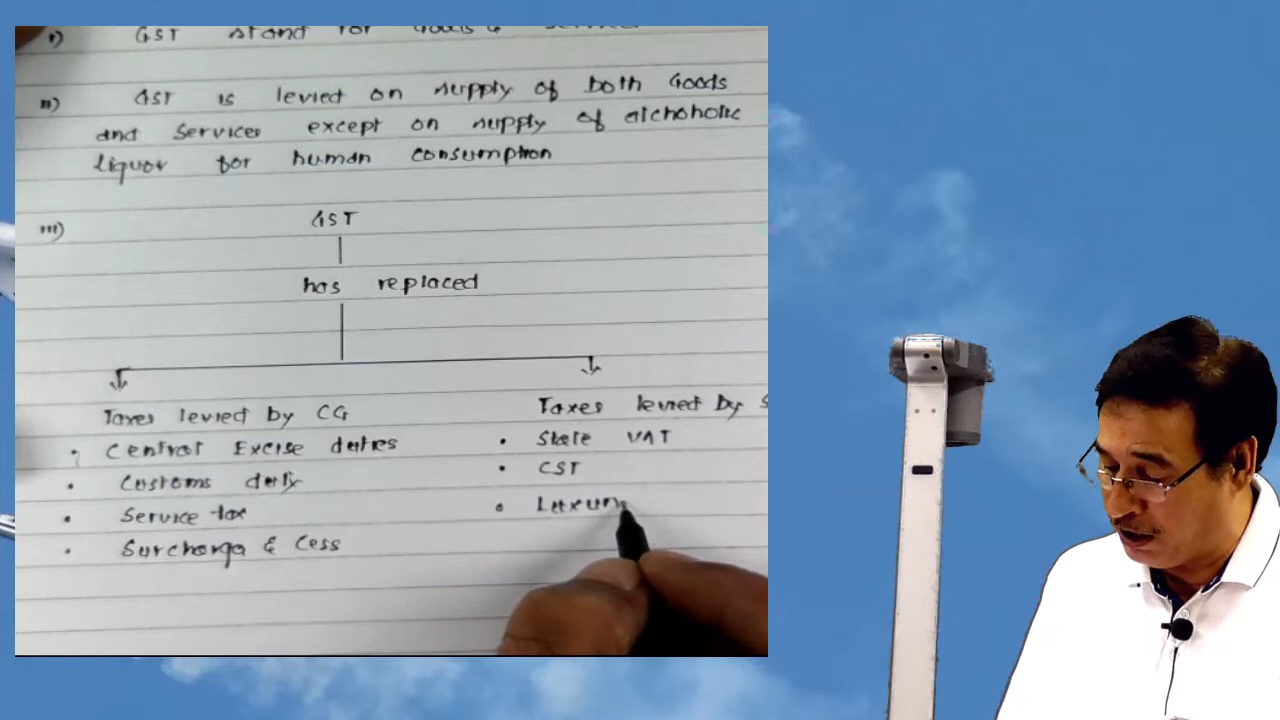 i) GST stand for Goods & Service
ii) GST is levied on supply of both Goods
and Services except on supply of alchoholic
liquor for human consumption
iii) GST
has replaced
Taxes levied by CG
• Central Excise duties
• Customs duty
• Service tax
• Surcharge & Cess
Taxes levied by S
• State VAT
• CST
• Luxury